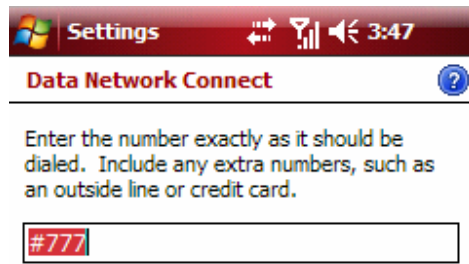 Settings 3:47
Data Network Connect ?
Enter the number exactly as it should be
dialed. Include any extra numbers, such as
an outside line or credit card.
#777